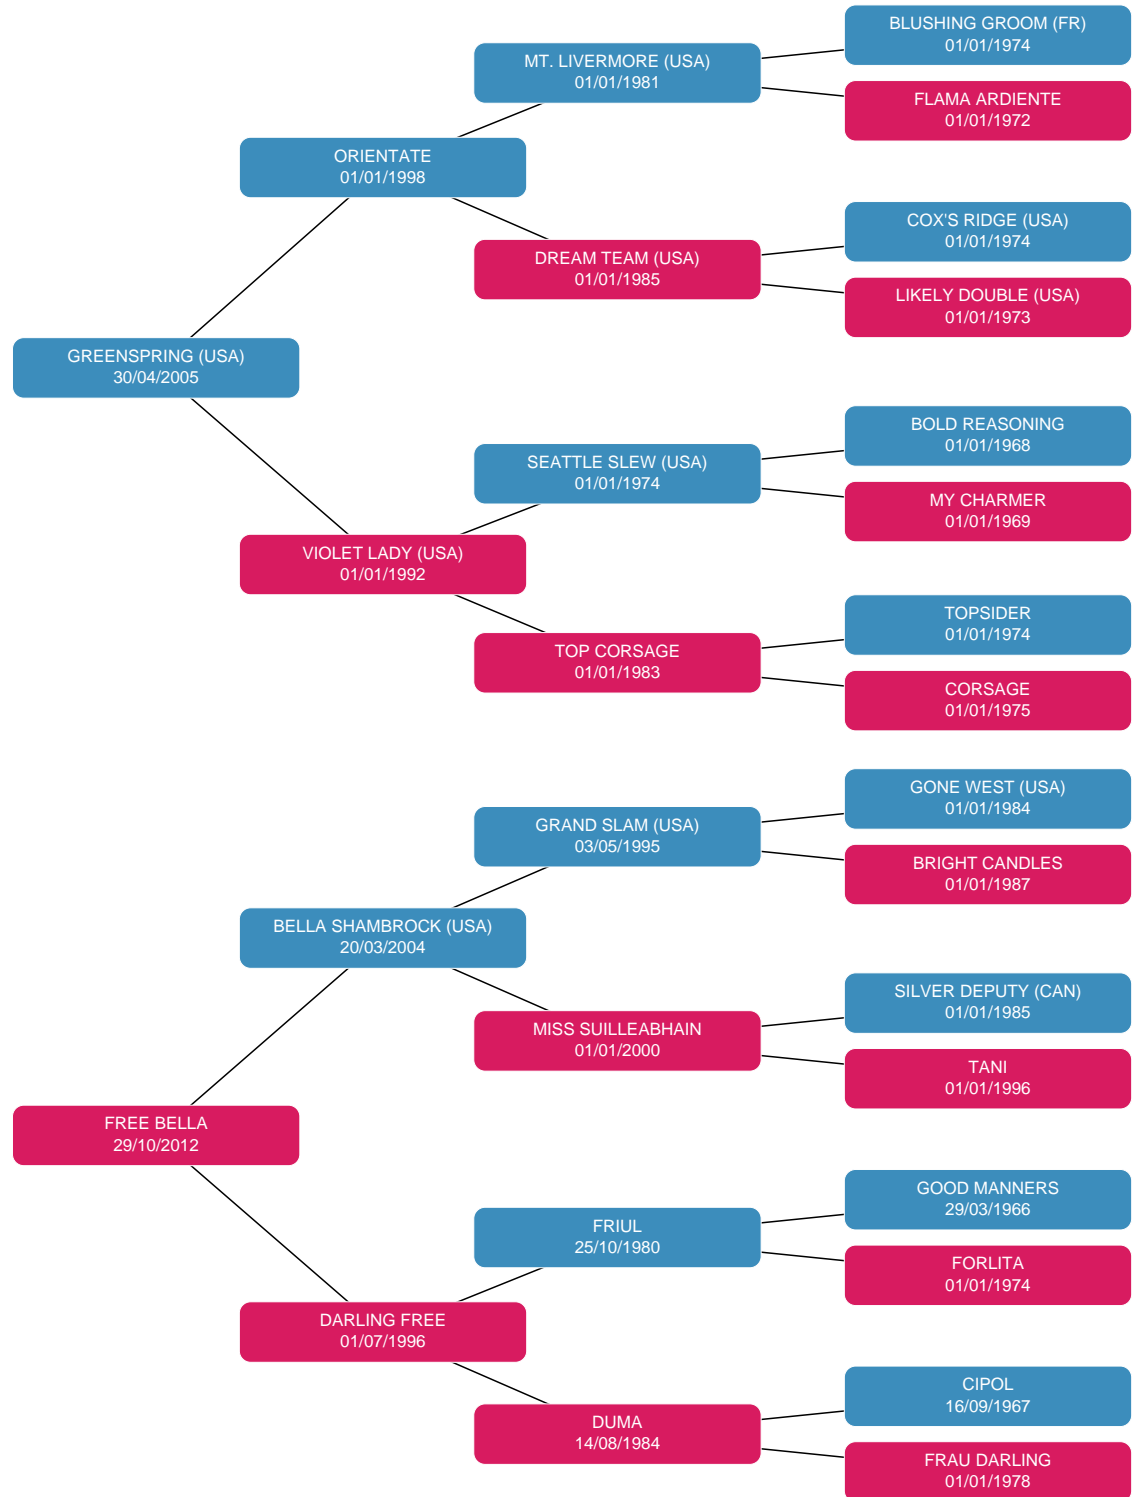 BLUSHING GROOM (FR)
01/01/1974
MT. LIVERMORE (USA)
01/01/1981
FLAMA ARDIENTE
01/01/1972
ORIENTATE
01/01/1998
COX'S RIDGE (USA)
01/01/1974
DREAM TEAM (USA)
01/01/1985
LIKELY DOUBLE (USA)
01/01/1973
GREENSPRING (USA)
30/04/2005
BOLD REASONING
01/01/1968
SEATTLE SLEW (USA)
01/01/1974
MY CHARMER
01/01/1969
VIOLET LADY (USA)
01/01/1992
TOPSIDER
01/01/1974
TOP CORSAGE
01/01/1983
CORSAGE
01/01/1975
GONE WEST (USA)
01/01/1984
GRAND SLAM (USA)
03/05/1995
BRIGHT CANDLES
01/01/1987
BELLA SHAMBROCK (USA)
20/03/2004
SILVER DEPUTY (CAN)
01/01/1985
MISS SUILLEABHAIN
01/01/2000
TANI
01/01/1996
FREE BELLA
29/10/2012
GOOD MANNERS
29/03/1966
FRIUL
25/10/1980
FORLITA
01/01/1974
DARLING FREE
01/07/1996
CIPOL
16/09/1967
DUMA
14/08/1984
FRAU DARLING
01/01/1978